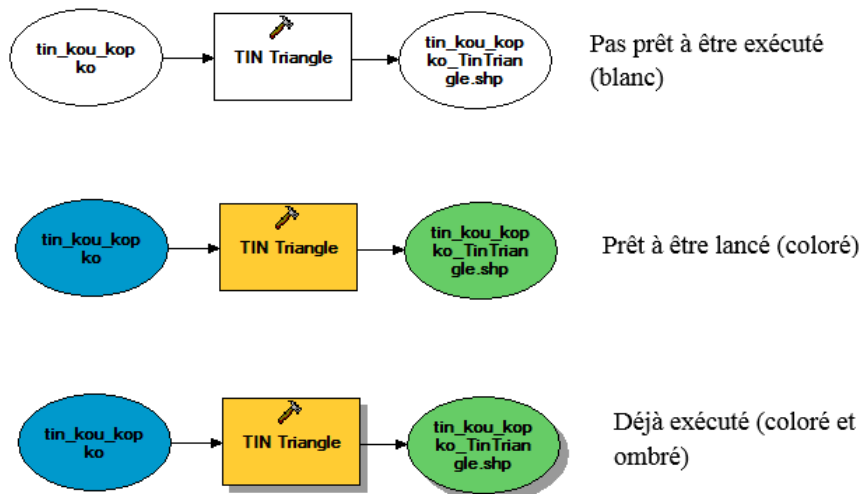 tin_kou_kop
ko
TIN Triangle
tin_kou_kop
ko_TinTrian
gle.shp
Pas prêt à être exécuté
(blanc)
tin_kou_kop
ko
TIN Triangle
tin_kou_kop
ko_TinTrian
gle.shp
Prêt à être lancé (coloré)
tin_kou_kop
ko
TIN Triangle
tin_kou_kop
ko_TinTrian
gle.shp
Déjà exécuté (coloré et
ombré)